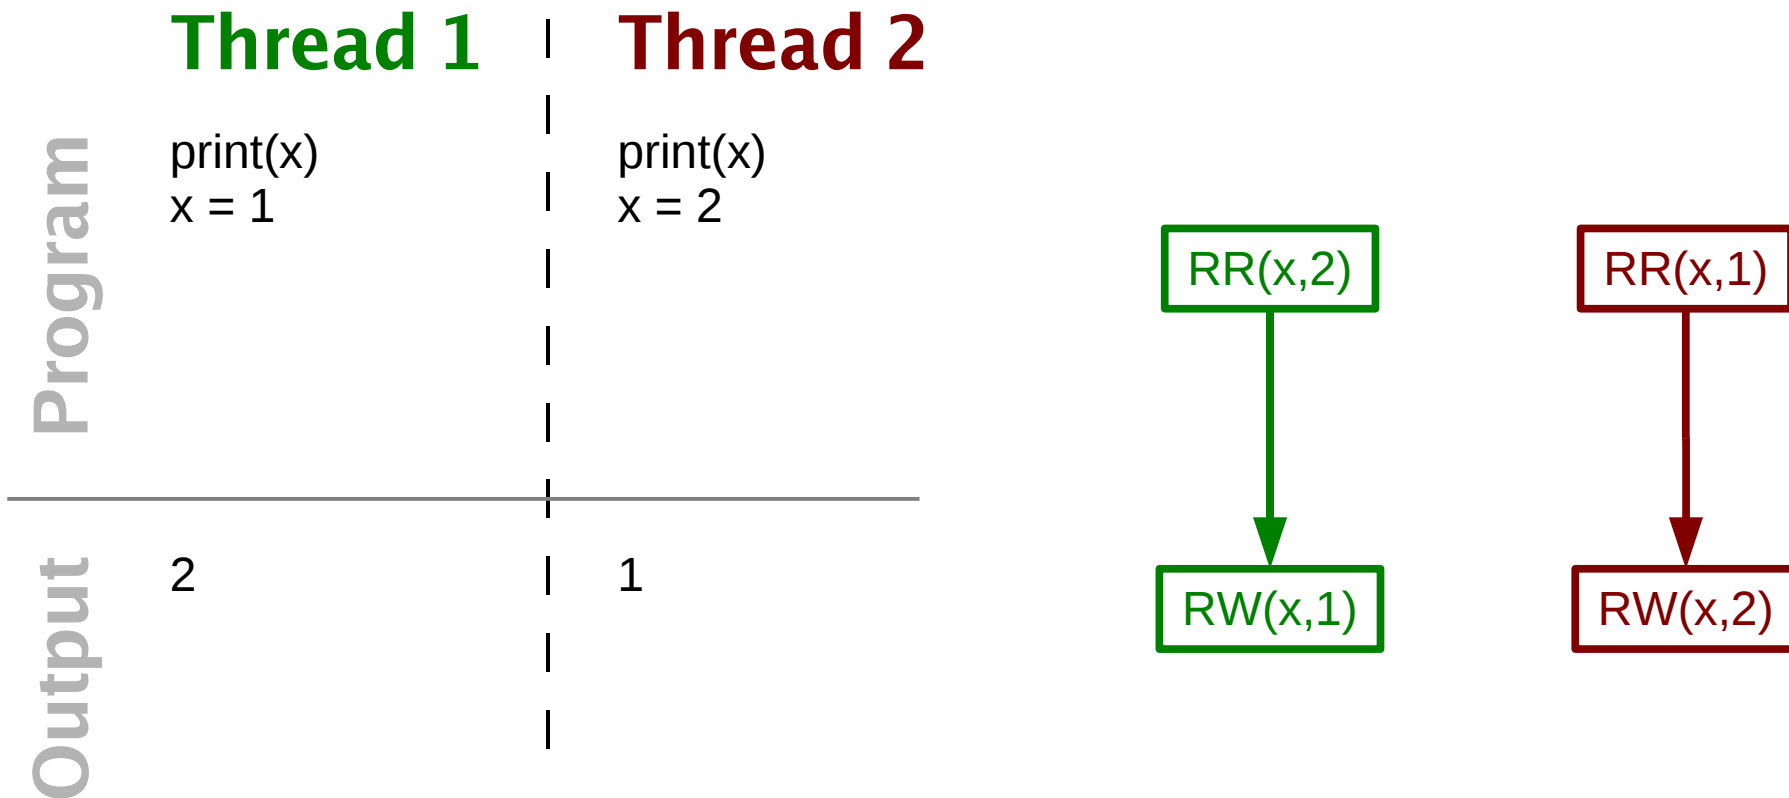 Thread 1
Thread 2
Program
print(x)
x = 1
print(x)
x = 2
Output
2
1
RR(x,2)
RR(x,1)
RW(x,1)
RW(x,2)